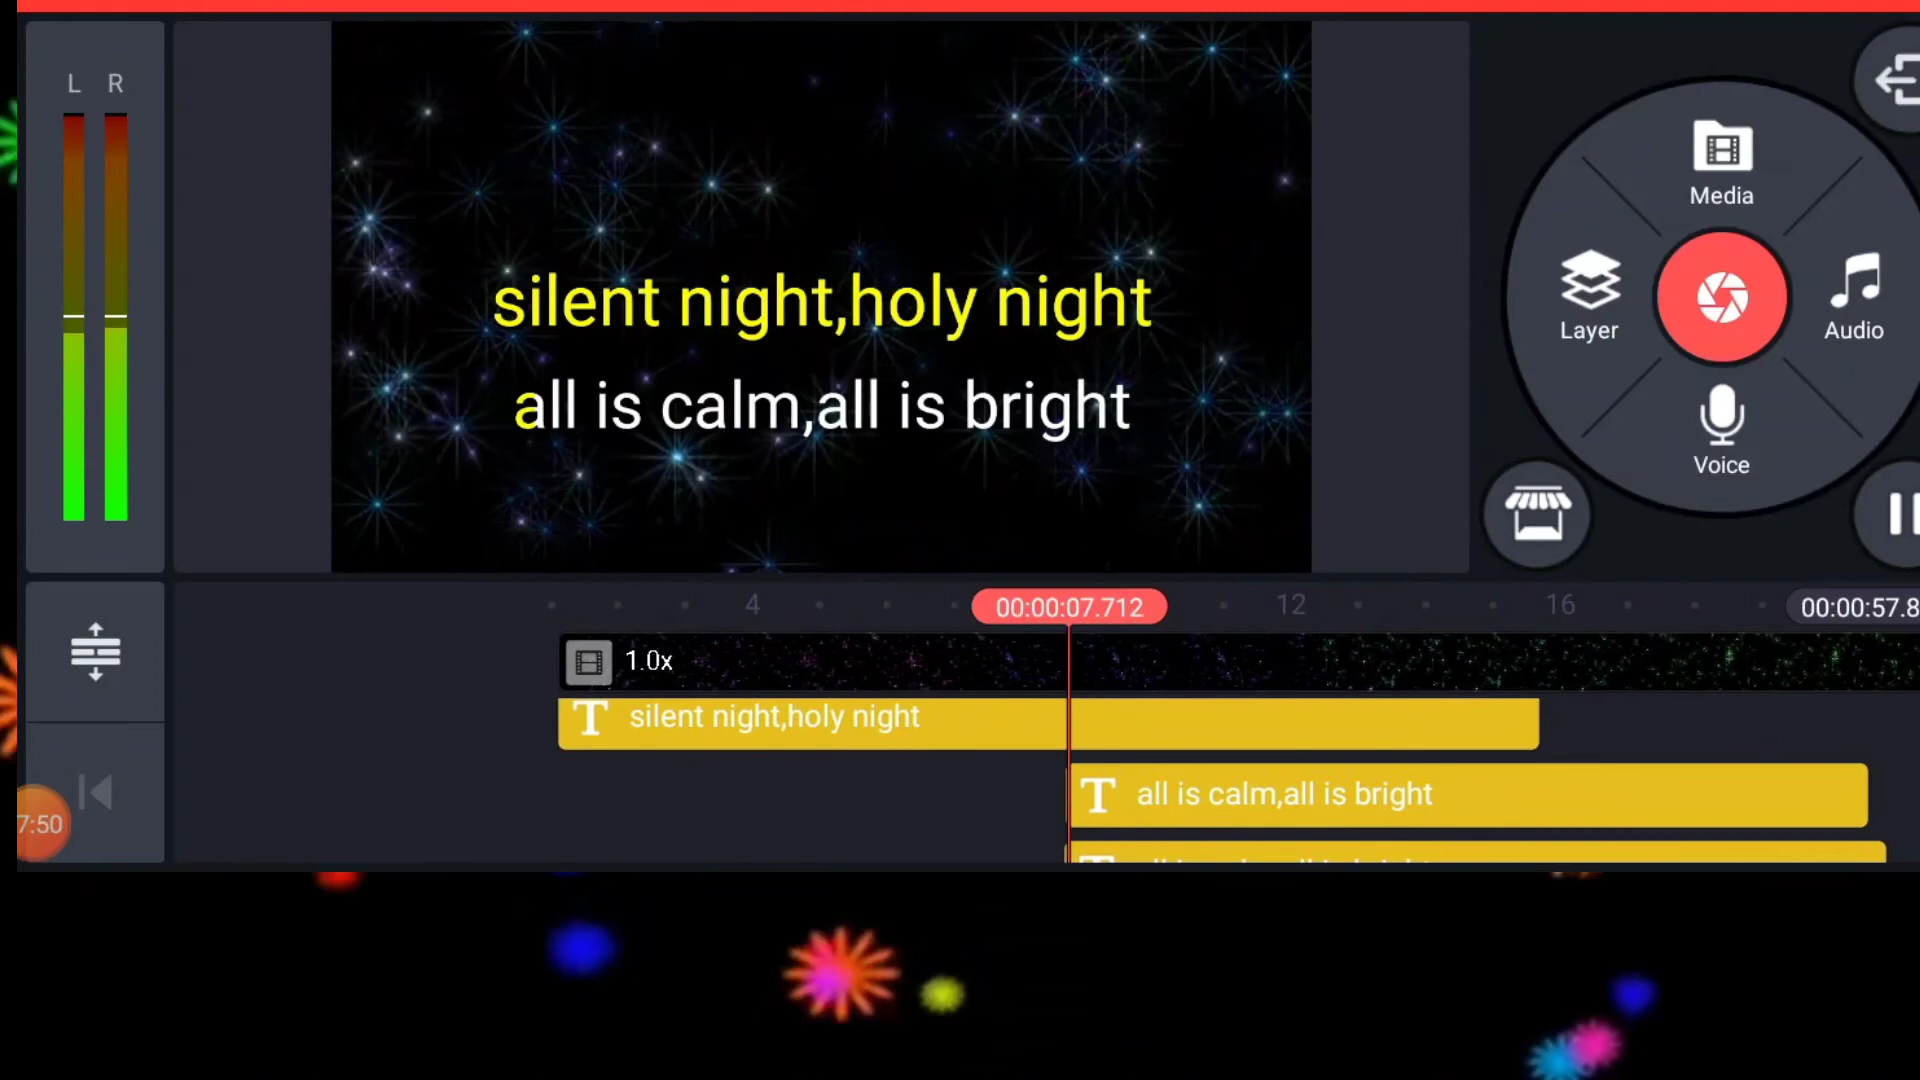 L R
silent night,holy night
all is calm,all is bright
Media
Layer
Audio
Voice
4
00:00:07.712
12
16
00:00:57.8
1.0x
T silent night,holy night
T all is calm,all is bright
7:50